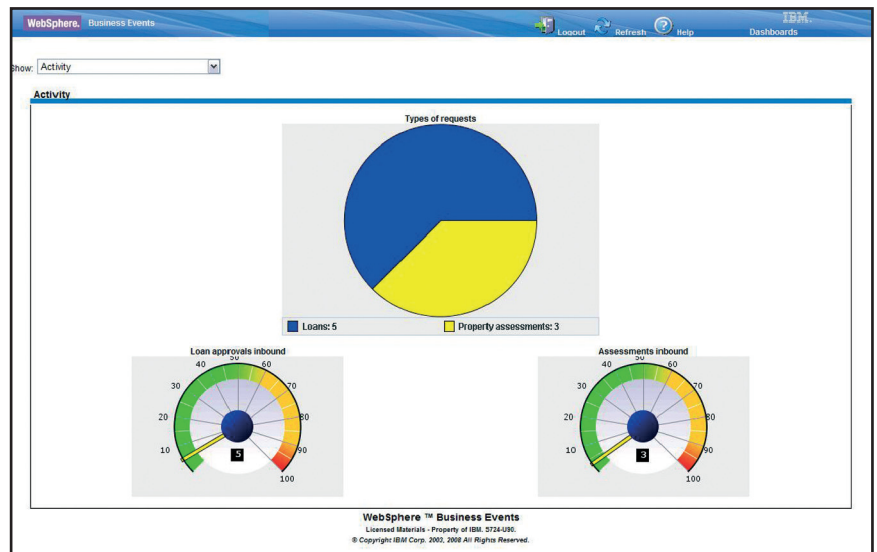 WebSphere. Business Events
Logout Refresh Help
IBM.
Dashboards
Show: Activity
Activity
Types of requests
Loans: 5
Property assessments: 3
Loan approvals inbound
10
20
30
40
50
60
70
80
90
100
5
Assessments inbound
10
20
30
40
50
60
70
80
90
100
3
WebSphere ™ Business Events
Licensed Materials - Property of IBM. 5724-U90.
© Copyright IBM Corp. 2003, 2008 All Rights Reserved.